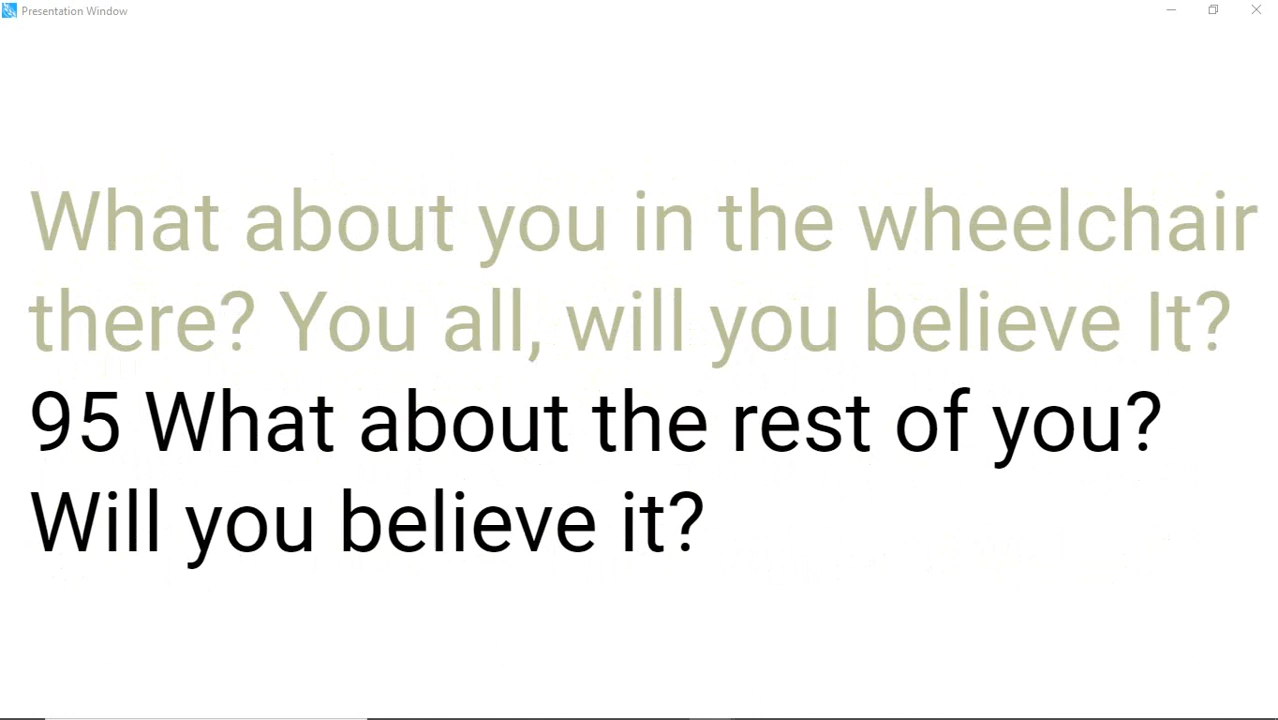 Presentation Window
What about you in the wheelchair
there? You all, will you believe It?
95 What about the rest of you?
Will you believe it?